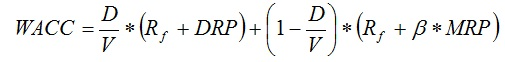 WACC = D/V * (R_f + DRP) + (1 - D/V) * (R_f + β * MRP)